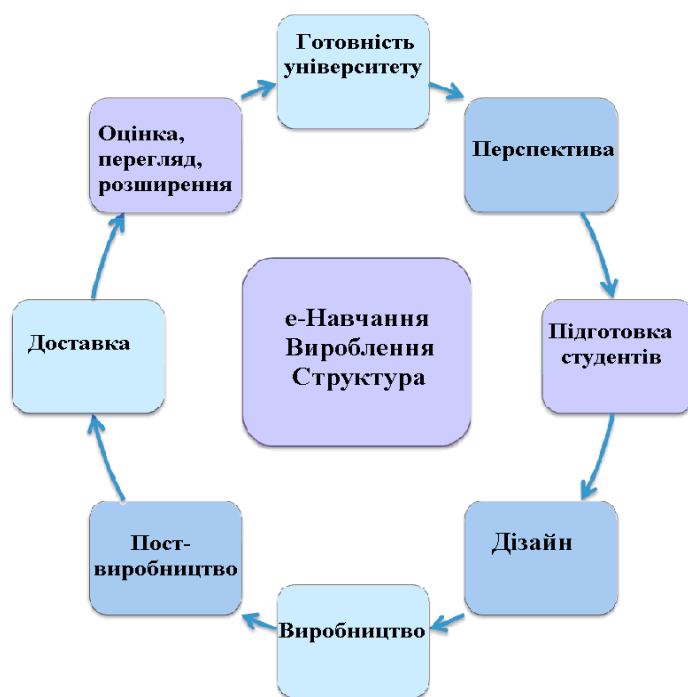 Готовність
університету
Перспектива
Підготовка
студентів
Дізайн
Виробництво
Пост-
виробництво
Доставка
Оцінка,
перегляд,
розширення
е-Навчання
Вироблення
Структура